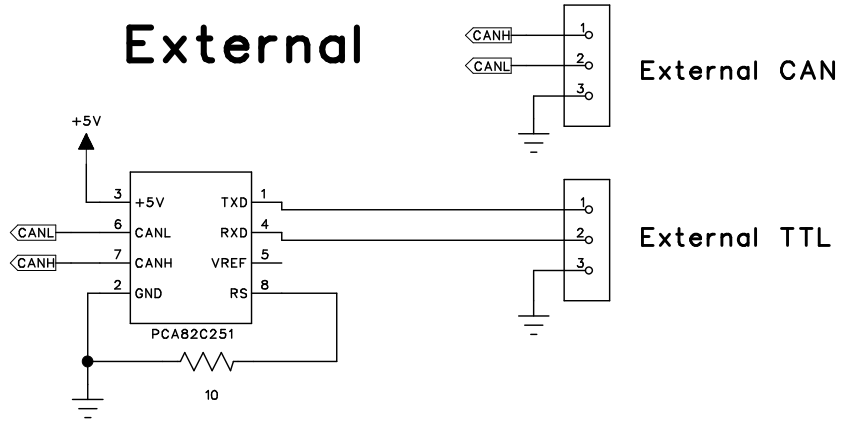 External
CANH 1
CANL 2
3
External CAN
+5V
3 +5V TXD 1
CANL 6 CANL RXD 4
CANH 7 CANH VREF 5
2 GND RS 8
PCA82C251
10
1
2
3
External TTL